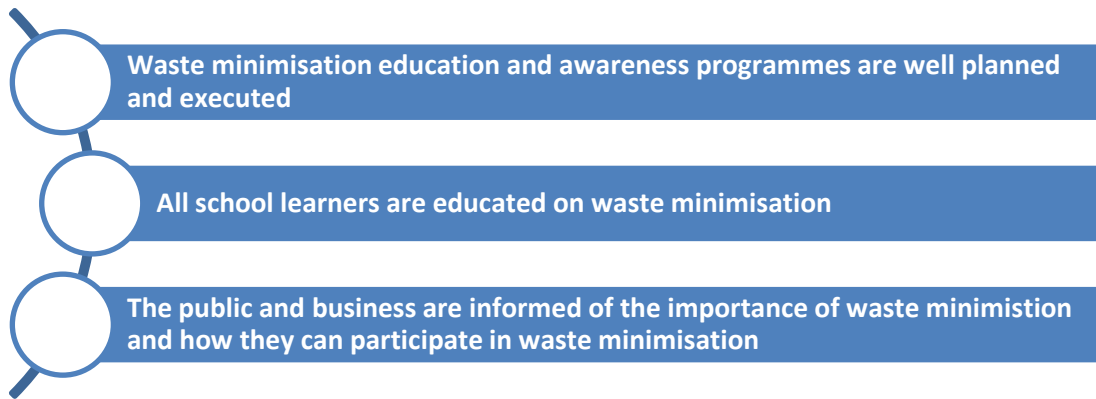 Waste minimisation education and awareness programmes are well planned
and executed
All school learners are educated on waste minimisation
The public and business are informed of the importance of waste minimistion
and how they can participate in waste minimisation